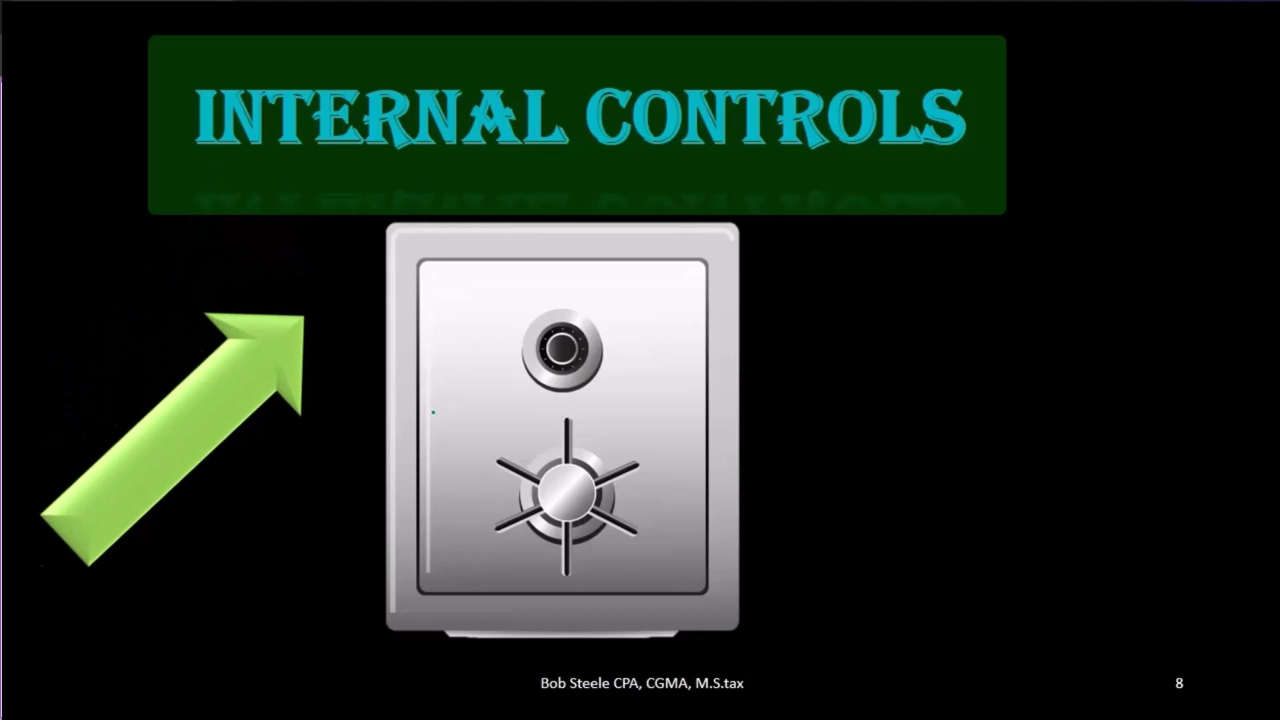 INTERNAL CONTROLS
Bob Steele CPA, CGMA, M.S.tax
8